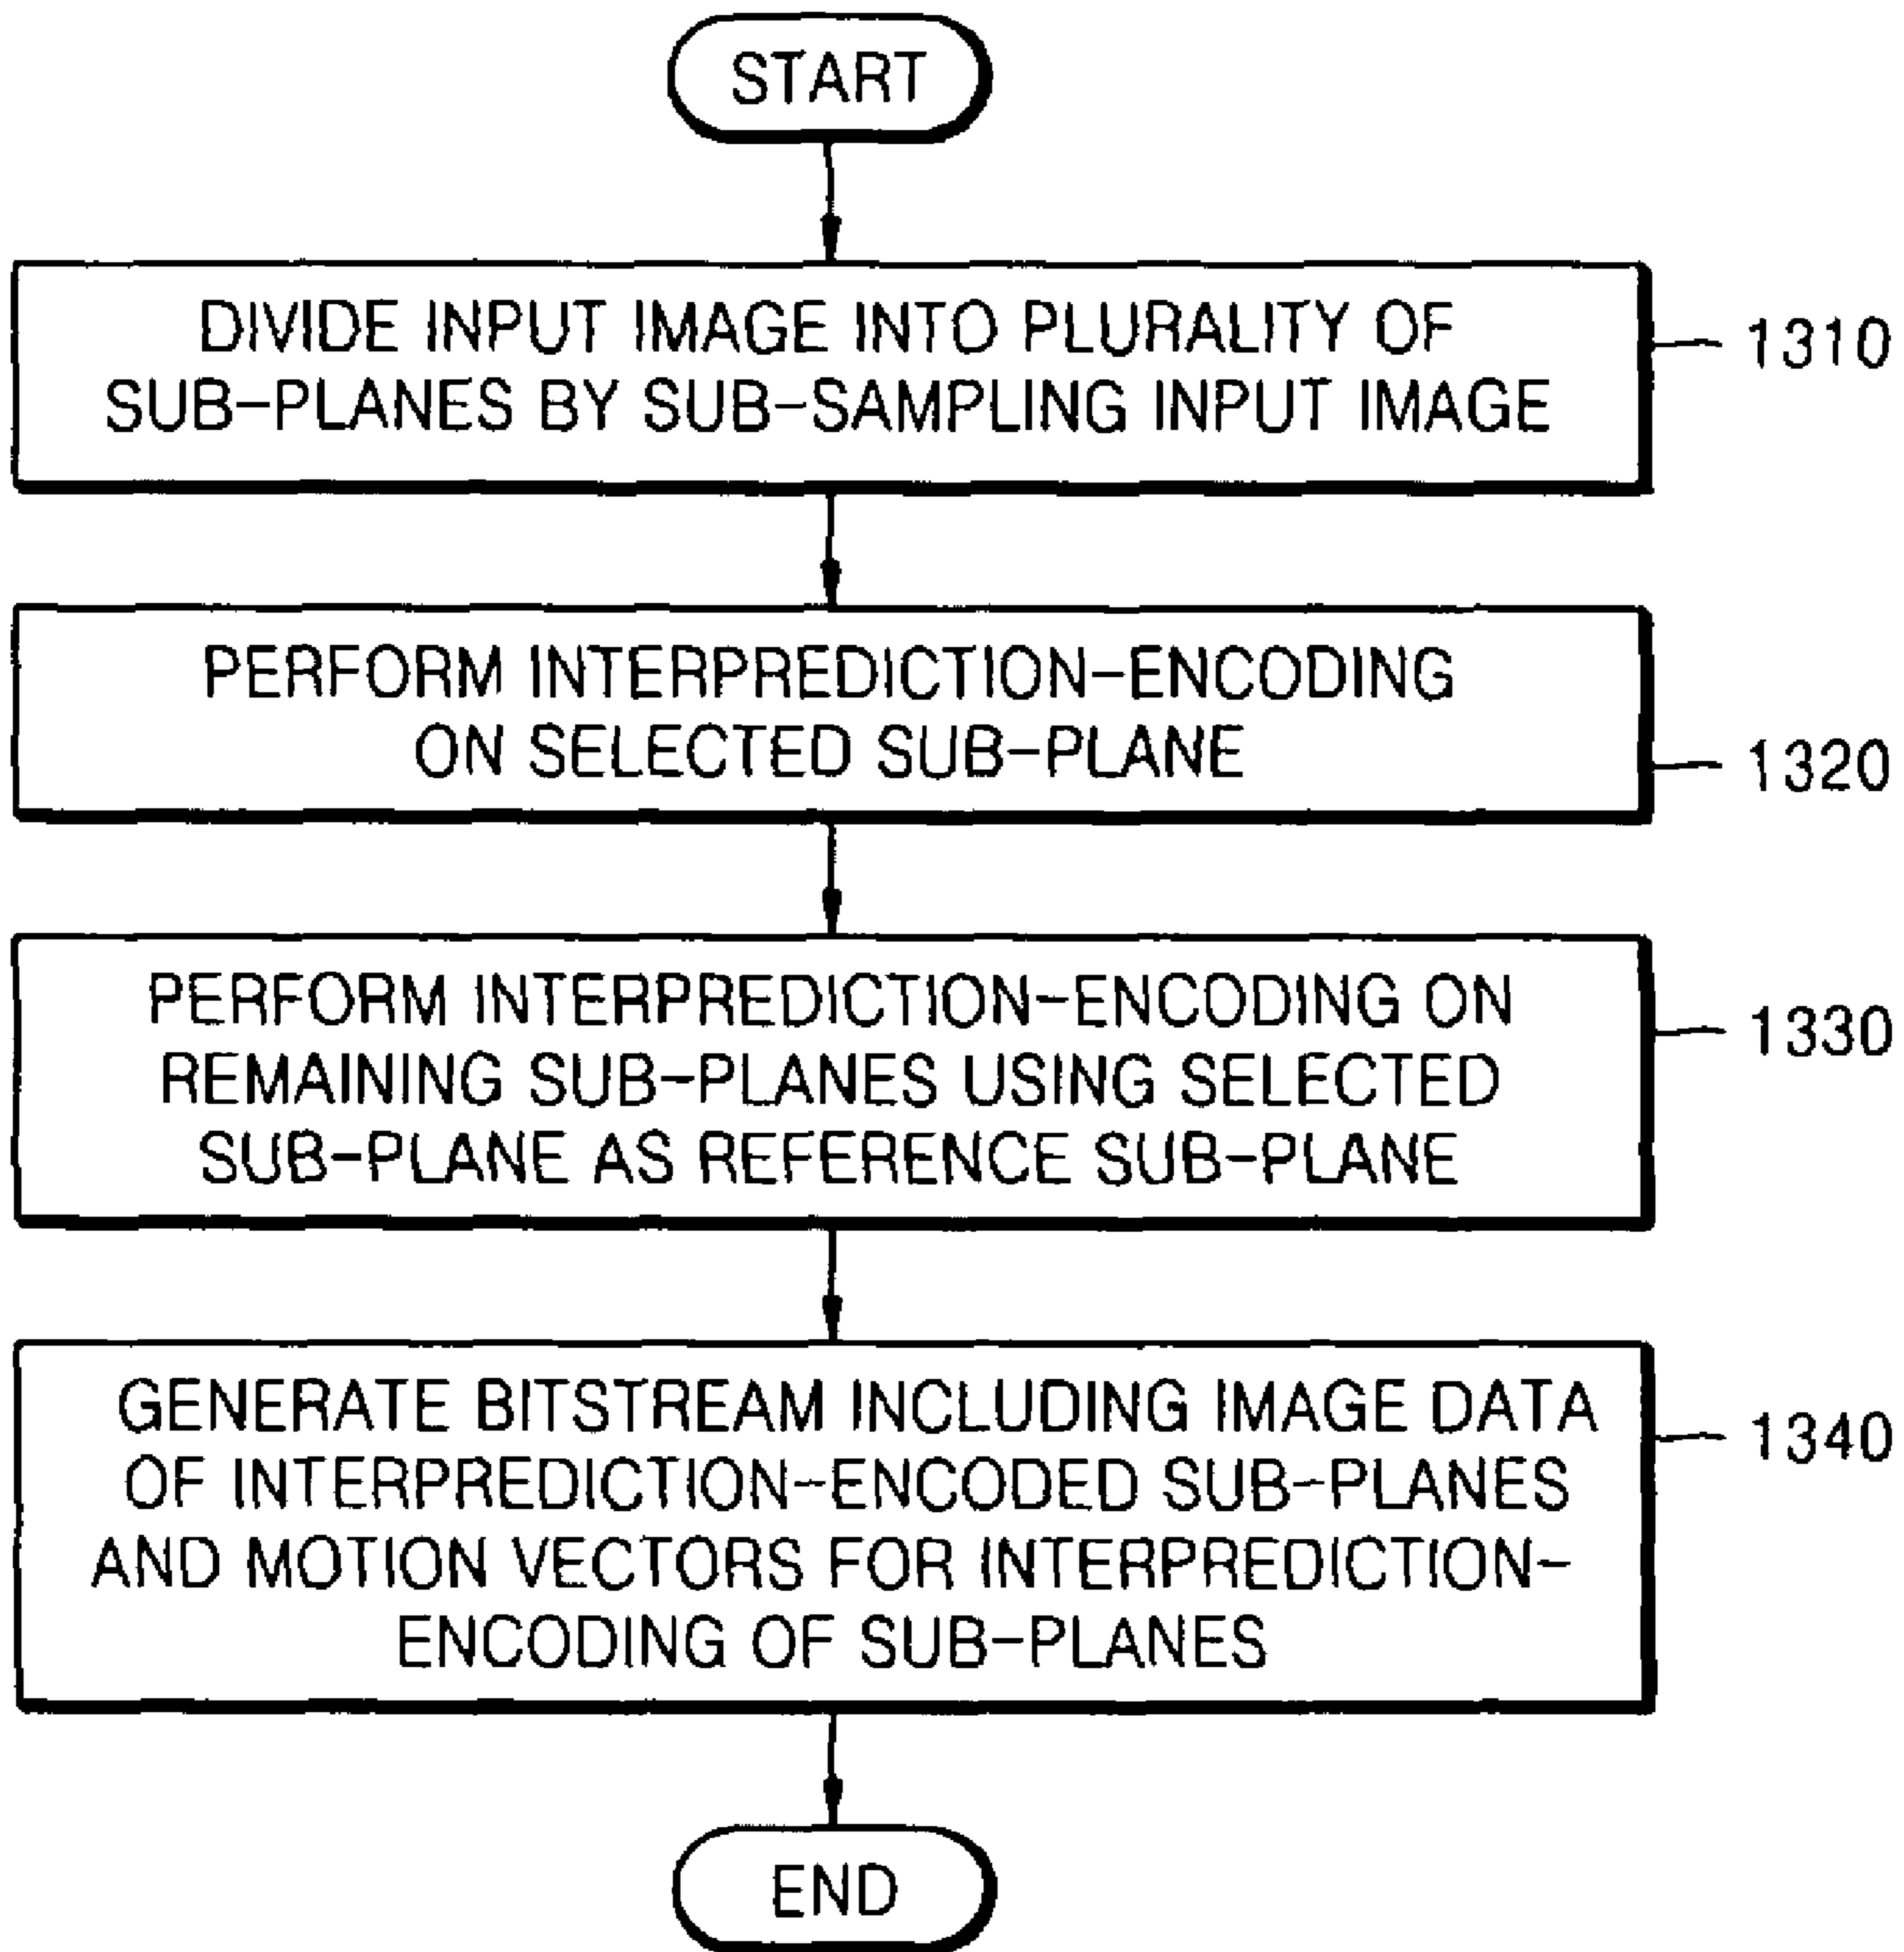 START
DIVIDE INPUT IMAGE INTO PLURALITY OF
SUB-PLANES BY SUB-SAMPLING INPUT IMAGE
1310
PERFORM INTERPREDICTION-ENCODING
ON SELECTED SUB-PLANE
1320
PERFORM INTERPREDICTION-ENCODING ON
REMAINING SUB-PLANES USING SELECTED
SUB-PLANE AS REFERENCE SUB-PLANE
1330
GENERATE BITSTREAM INCLUDING IMAGE DATA
OF INTERPREDICTION-ENCODED SUB-PLANES
AND MOTION VECTORS FOR INTERPREDICTION-
ENCODING OF SUB-PLANES
1340
END